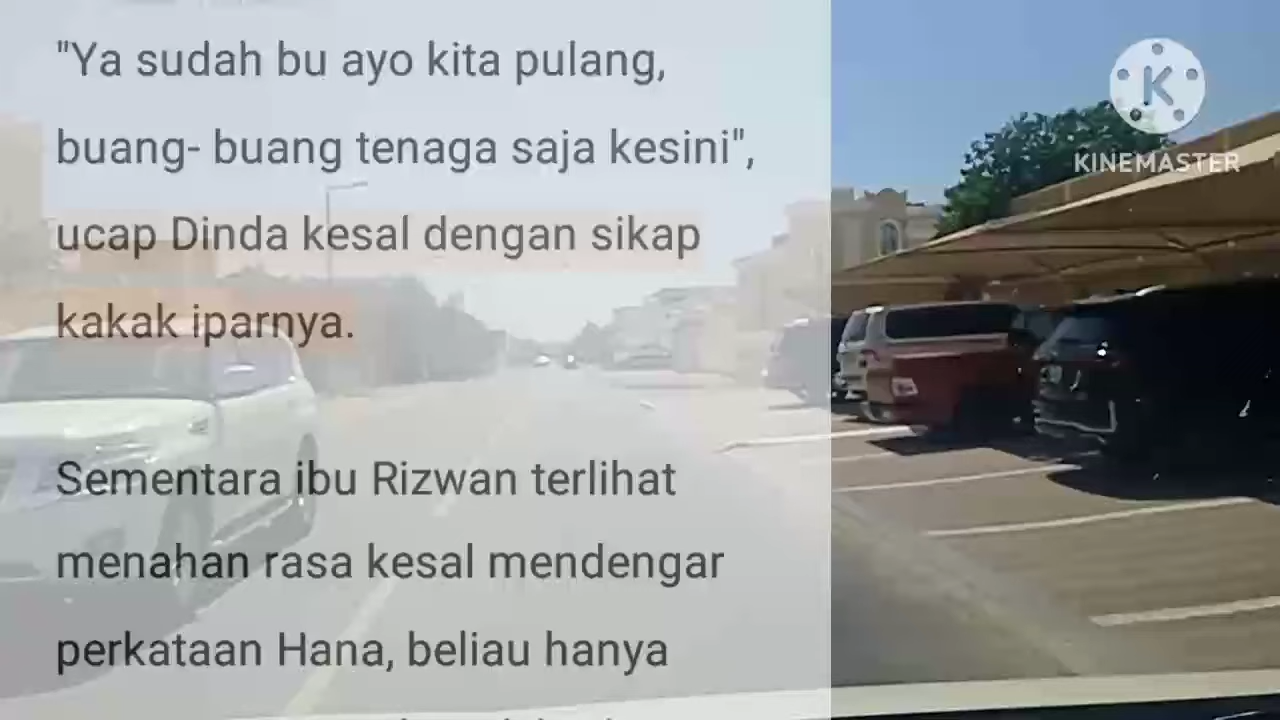 "Ya sudah bu ayo kita pulang,
buang- buang tenaga saja kesini",
ucap Dinda kesal dengan sikap
kakak iparnya.
Sementara ibu Rizwan terlihat
menahan rasa kesal mendengar
perkataan Hana, beliau hanya
K
KINEMASTER